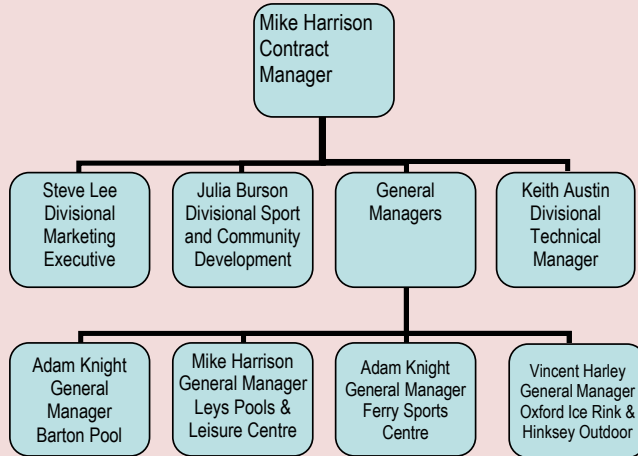 Mike Harrison
Contract
Manager
Steve Lee
Divisional
Marketing
Executive
Julia Burson
Divisional Sport
and Community
Development
General
Managers
Keith Austin
Divisional
Technical
Manager
Adam Knight
General
Manager
Barton Pool
Mike Harrison
General Manager
Leys Pools &
Leisure Centre
Adam Knight
General Manager
Ferry Sports
Centre
Vincent Harley
General Manager
Oxford Ice Rink &
Hinksey Outdoor